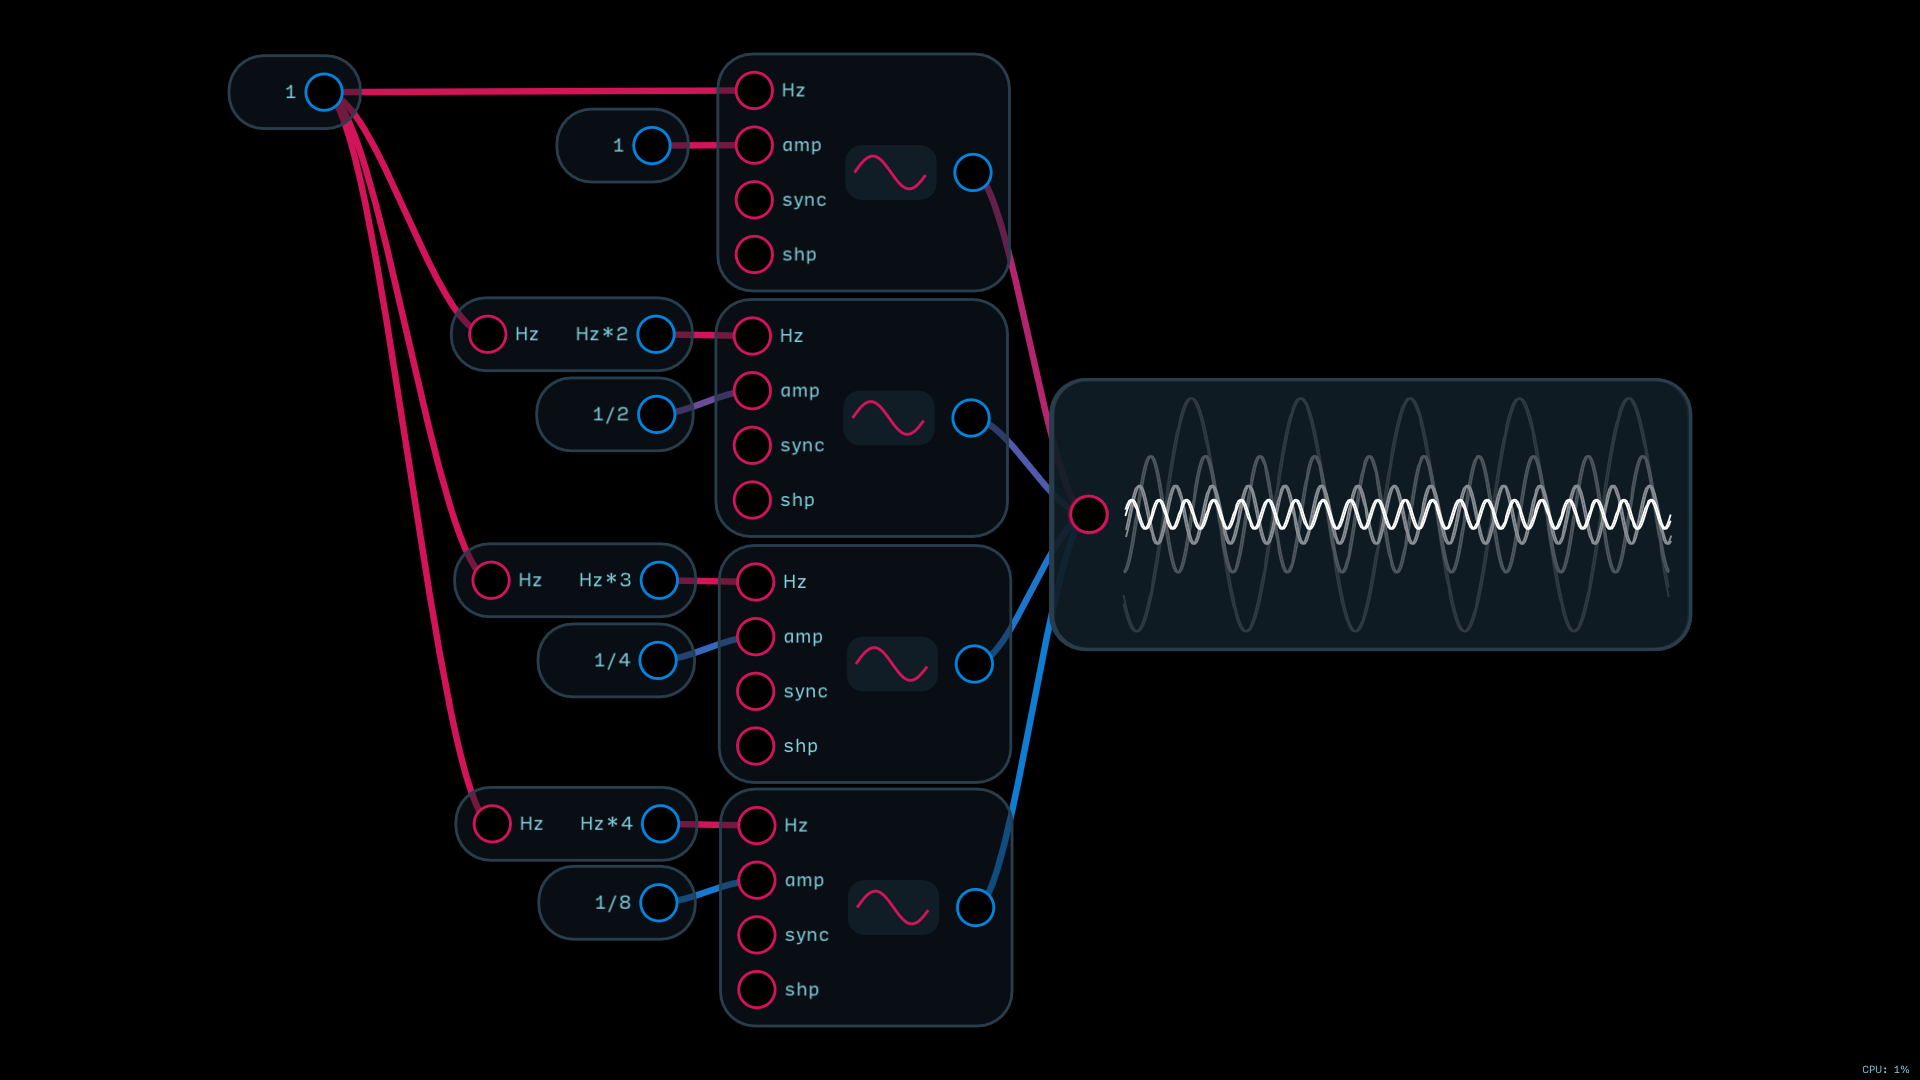 1
Hz
1
amp
sync
shp
Hz Hz*2
Hz
1/2
amp
sync
shp
Hz Hz*3
Hz
1/4
amp
sync
shp
Hz Hz*4
Hz
1/8
amp
sync
shp
CPU: 1%